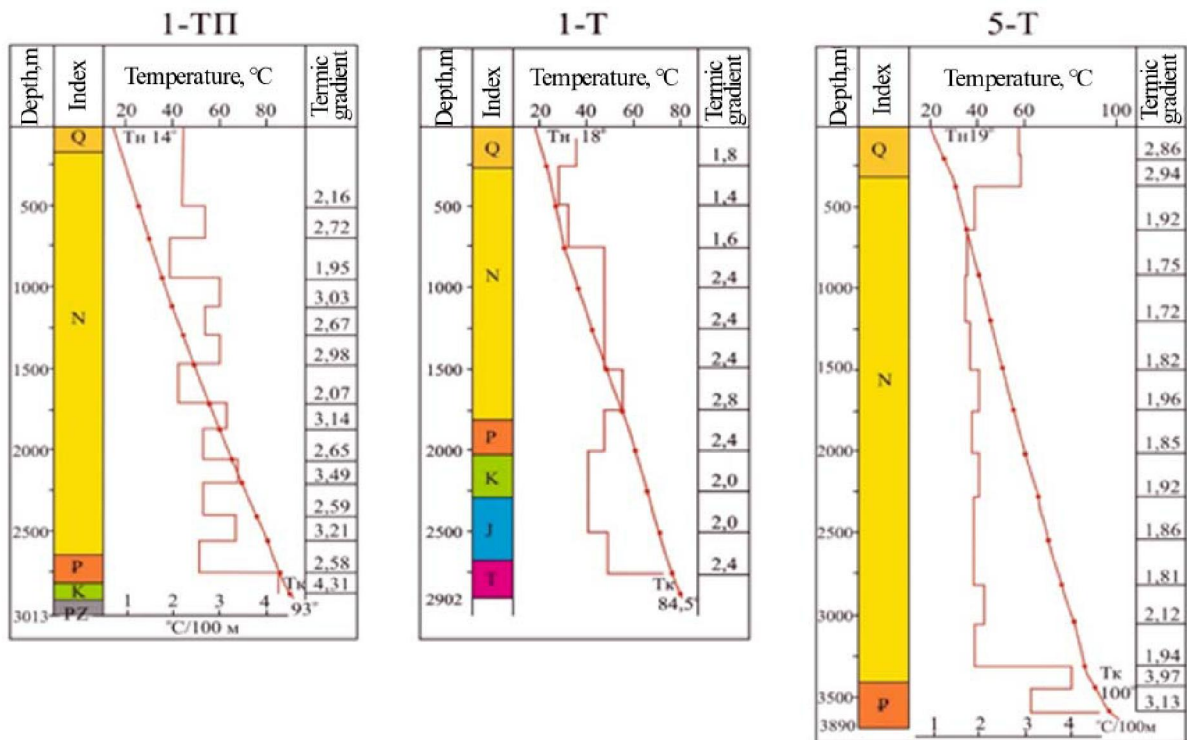 1-ТП
Depth,m
Index
Temperature, °C
Termic gradient
20 40 60 80
Q
Tн 14°
N
500
1000
1500
2000
2500
3013
2,16
2,72
1,95
3,03
2,67
2,98
2,07
3,14
2,65
3,49
2,59
3,21
2,58
4,31
P
K
PZ
Тк
93°
1 2 3 4
°C/100 м
1-Т
Depth,m
Index
Temperature, °C
Termic gradient
20 40 60 80
Q
Tн 18°
N
500
1000
1500
2000
2500
2902
1,8
1,4
1,6
2,4
2,4
2,4
2,8
2,4
2,0
2,0
2,4
P
K
J
T
Тк
84,5°
5-Т
Depth,m
Index
Temperature, °C
Termic gradient
20 40 60 100
Q
Tн19°
N
500
1000
1500
2000
2500
3000
3500
3890
2,86
2,94
1,92
1,75
1,72
1,82
1,96
1,85
1,92
1,86
1,81
2,12
1,94
3,97
3,13
P
Тк
100°
1 2 3 4 °C/100м